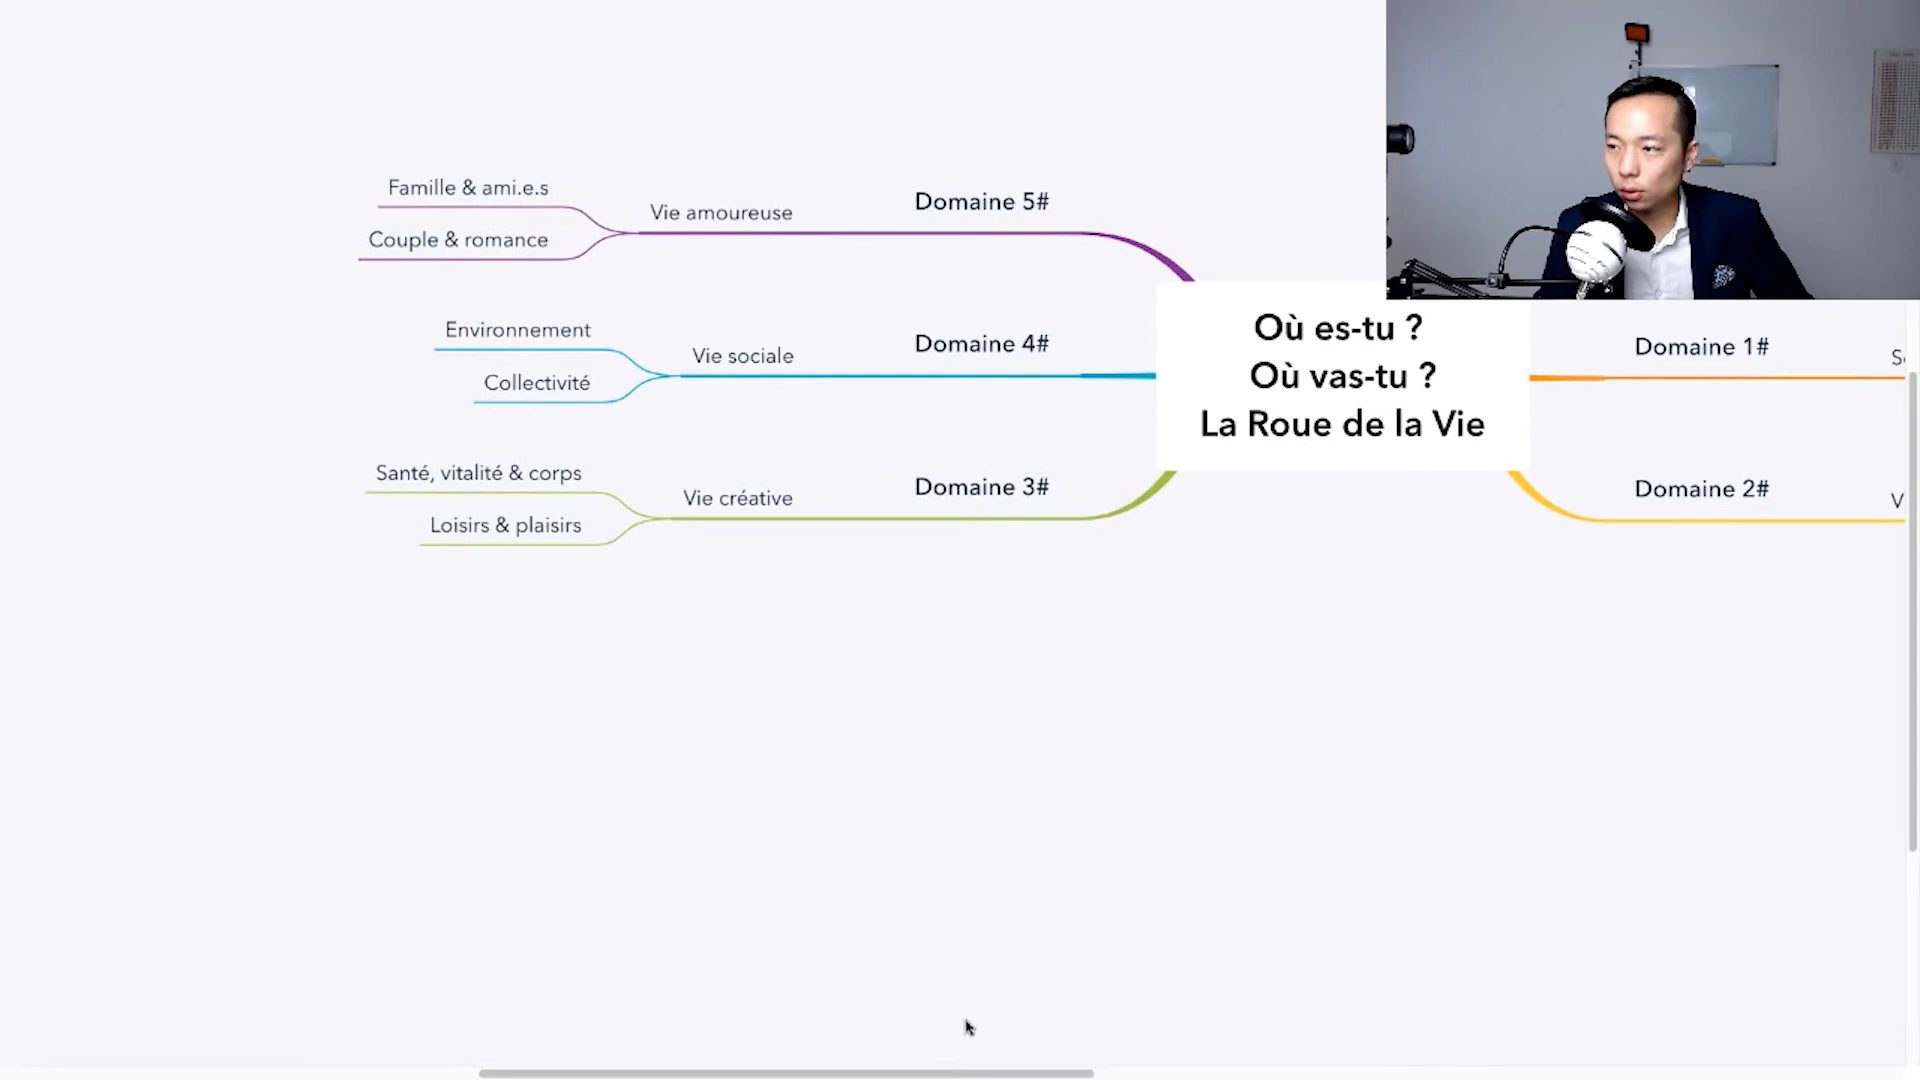 Famille & ami.e.s
Couple & romance
Vie amoureuse
Domaine 5#
Environnement
Collectivité
Vie sociale
Domaine 4#
Santé, vitalité & corps
Loisirs & plaisirs
Vie créative
Domaine 3#
Où es-tu ?
Où vas-tu ?
La Roue de la Vie
Domaine 1#
Domaine 2#